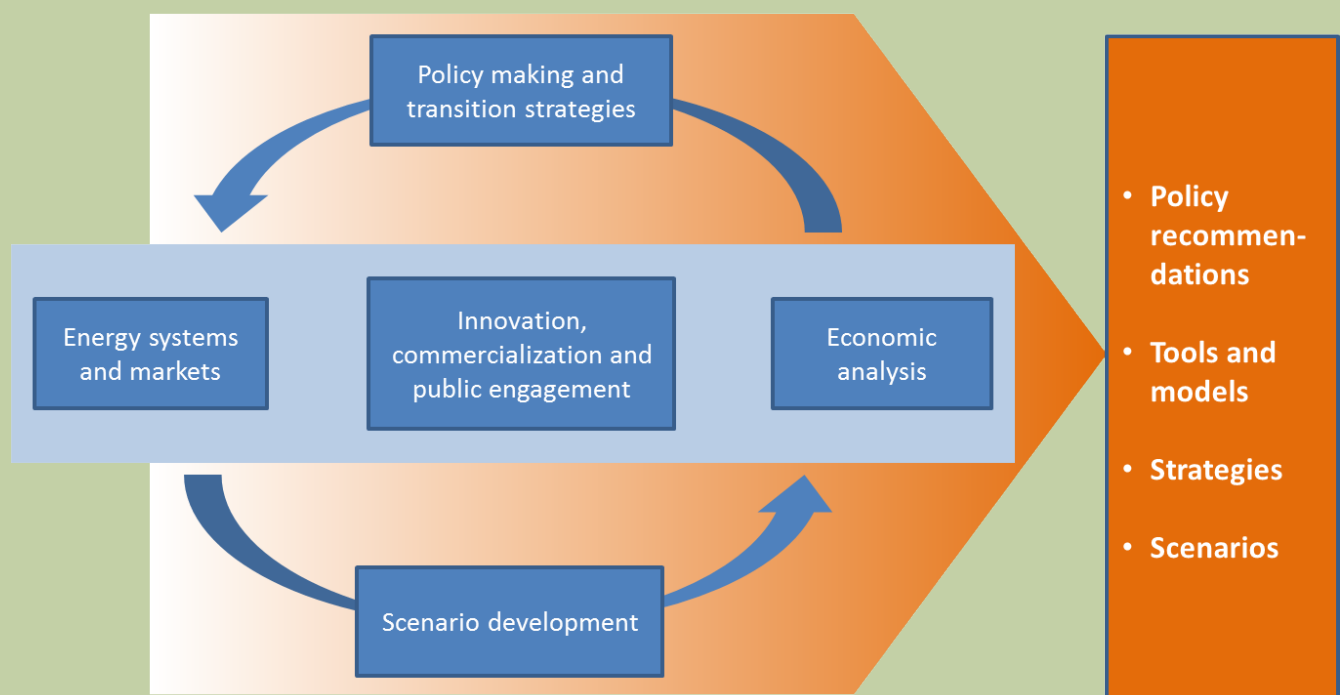 Policy making and
transition strategies
Energy systems
and markets
Innovation,
commercialization and
public engagement
Economic
analysis
Scenario development
• Policy
recommen-
dations
• Tools and
models
• Strategies
• Scenarios